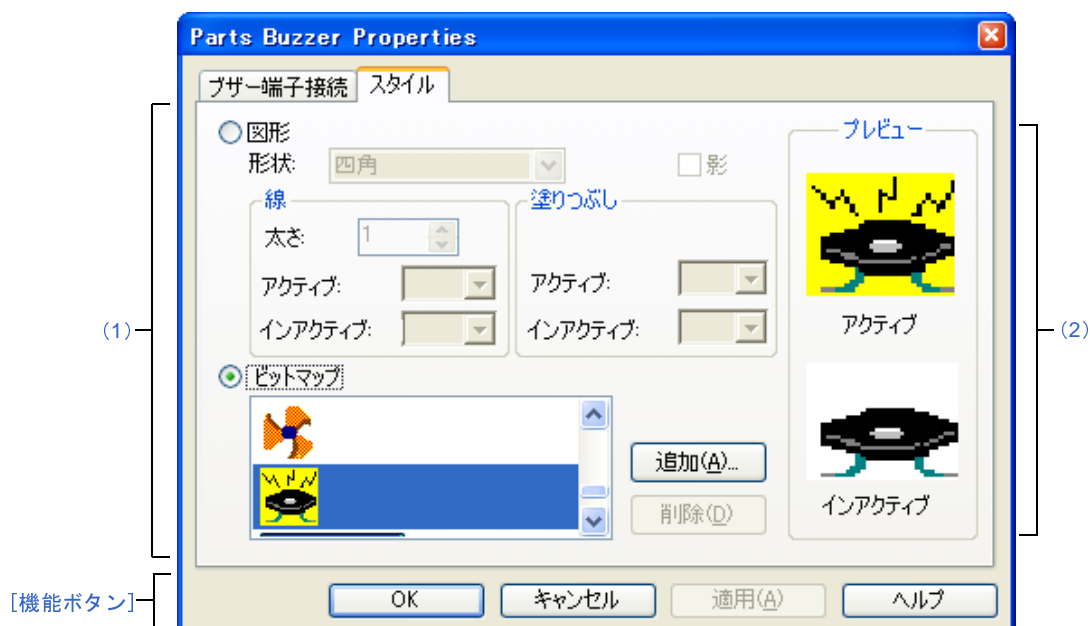 Parts Buzzer Properties
ブザー端子接続 スタイル
図形
形状: 四角 影
線
太さ: 1
アクティブ:
インアクティブ:
塗りつぶし
アクティブ:
インアクティブ:
ビットマップ
追加(A)...
削除(D)
プレビュー
アクティブ
インアクティブ
OK キャンセル 適用(A) ヘルプ
(1)
(2)
[機能ボタン]